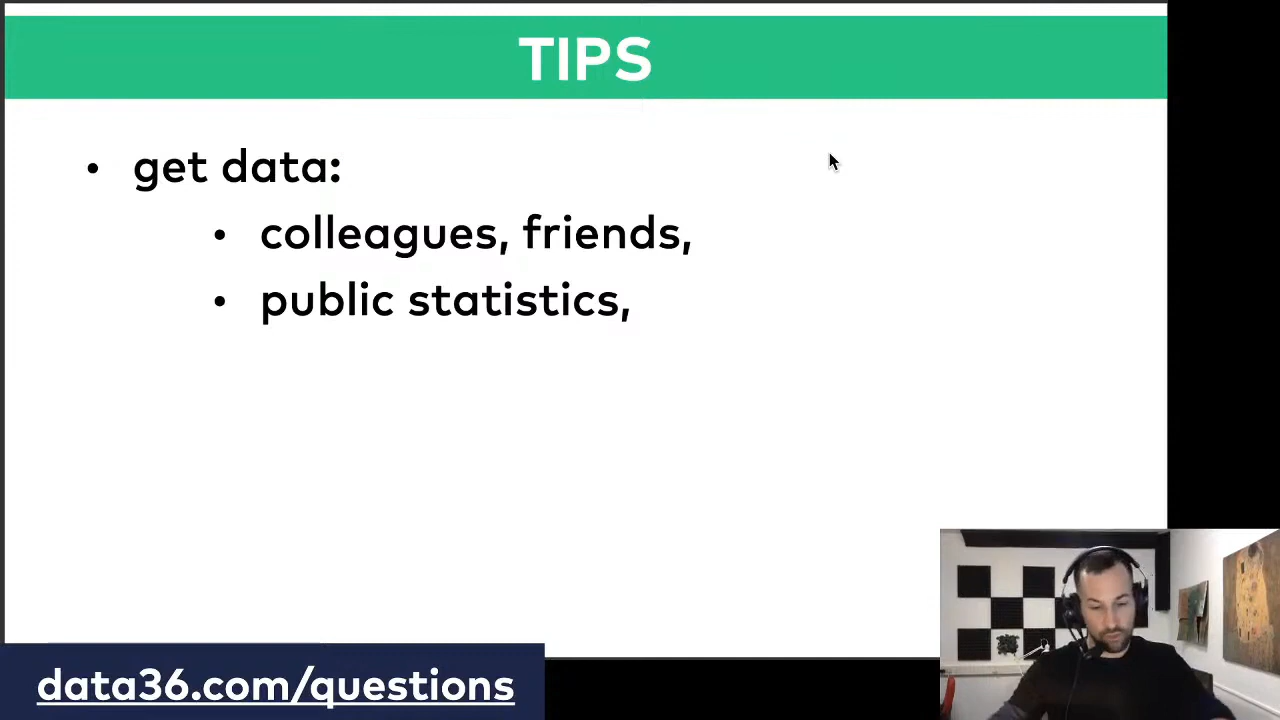 TIPS
• get data:
• colleagues, friends,
• public statistics,
data36.com/questions